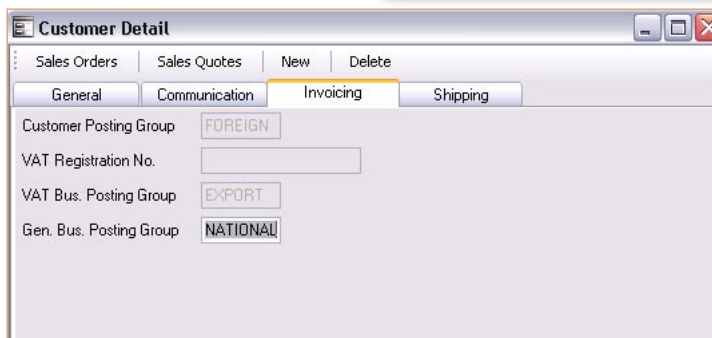 Customer Detail
Sales Orders Sales Quotes New Delete
General Communication Invoicing Shipping
Customer Posting Group FOREIGN
VAT Registration No.
VAT Bus. Posting Group EXPORT
Gen. Bus. Posting Group NATIONAL